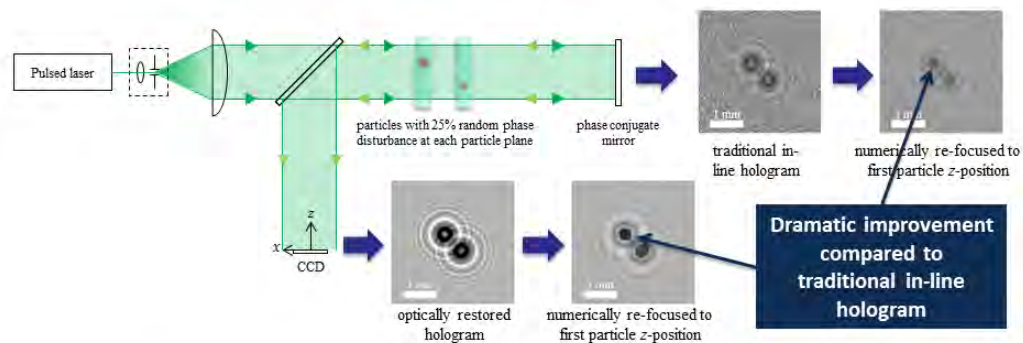 Pulsed laser
particles with 25% random phase
disturbance at each particle plane
phase conjugate
mirror
1 mm
traditional in-
line hologram
1 mm
numerically re-focused to
first particle z-position
z
x
CCD
1 mm
optically restored
hologram
1 mm
numerically re-focused to
first particle z-position
Dramatic improvement
compared to
traditional in-line
hologram